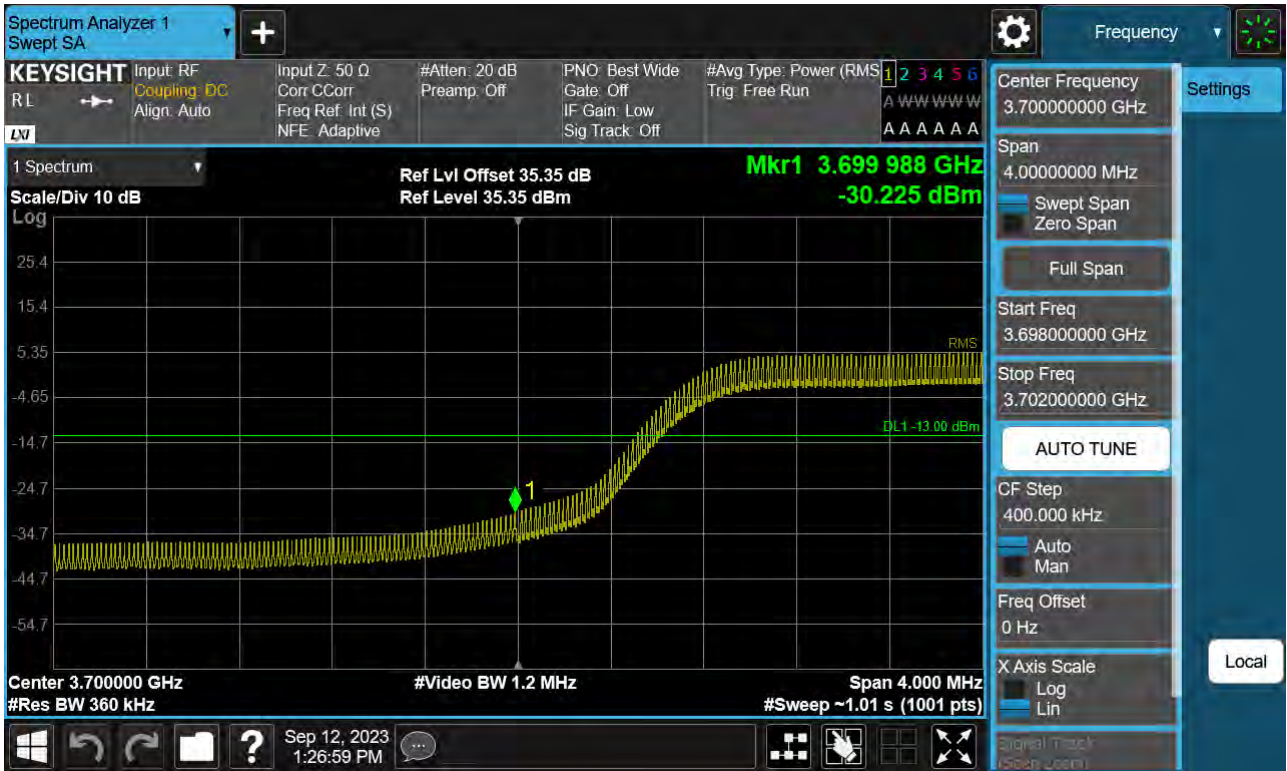 Spectrum Analyzer 1
Swept SA
+
Frequency
KEYSIGHT
RL
LXI
Input: RF
Coupling: DC
Align: Auto
Input Z: 50 Ω
Corr CCorr
Freq Ref: Int (S)
NFE: Adaptive
#Atten: 20 dB
Preamp: Off
PNO: Best Wide
Gate: Off
IF Gain: Low
Sig Track: Off
#Avg Type: Power (RMS
Trig: Free Run
1 2 3 4 5 6
A W W W W W
A A A A A A
1 Spectrum
Scale/Div 10 dB
Log
Ref Lvl Offset 35.35 dB
Ref Level 35.35 dBm
Mkr1 3.699 988 GHz
-30.225 dBm
25.4
15.4
5.35
-4.65
-14.7
-24.7
-34.7
-44.7
-54.7
RMS
DL1 -13.00 dBm
1
Center 3.700000 GHz
#Res BW 360 kHz
#Video BW 1.2 MHz
Span 4.000 MHz
#Sweep ~1.01 s (1001 pts)
Center Frequency
3.700000000 GHz
Settings
Span
4.00000000 MHz
Swept Span
Zero Span
Full Span
Start Freq
3.698000000 GHz
Stop Freq
3.702000000 GHz
AUTO TUNE
CF Step
400.000 kHz
Auto
Man
Freq Offset
0 Hz
X Axis Scale
Log
Lin
Local
Signal Track
(Span Zoom)
?
Sep 12, 2023
1:26:59 PM